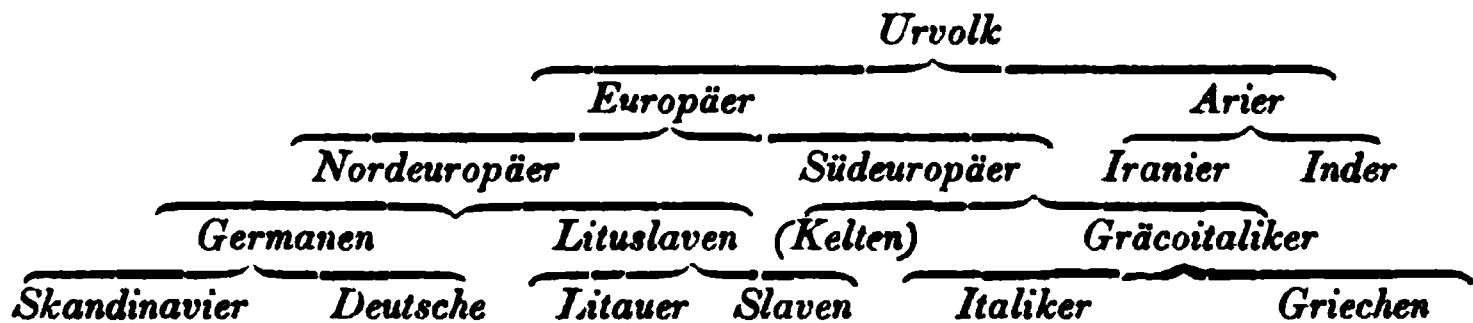 Urvolk
Europäer Arier
Nordeuropäer Südeuropäer Iranier Inder
Germanen Lituslaven (Kelten) Gräcoitaliker
Skandinavier Deutsche Litauer Slaven Italiker Griechen